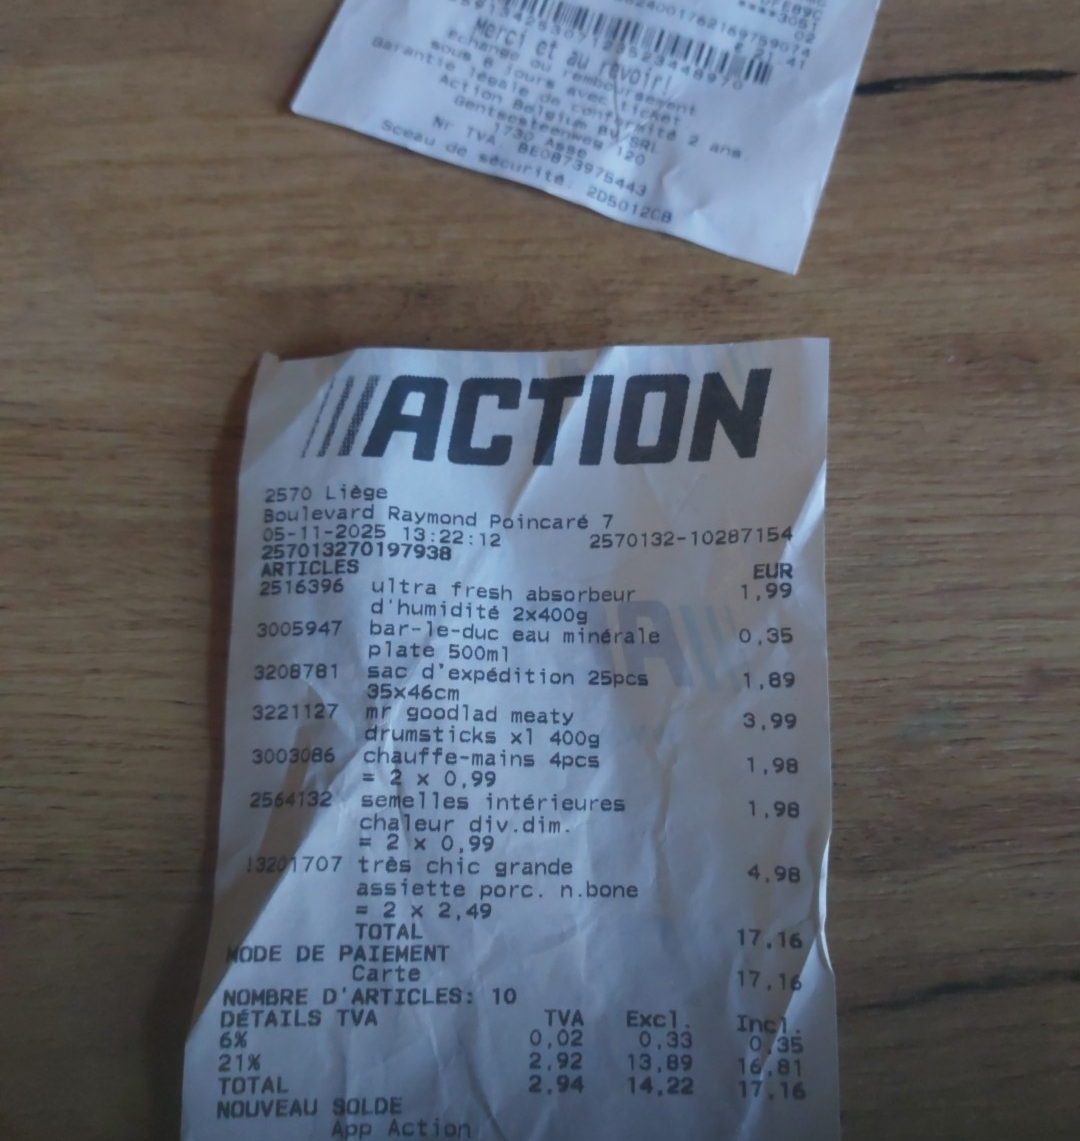 Merci et au revoir!
Échange ou remboursement
sous 6 jours avec ticket
Garantie légale de conformité 2 ans
Action Belgium BV/SRL
Gentsesteenweg 120
1730 Asse
Nr TVA. BE0873975443
Sceau de sécurité: 2D5012CB
ACTION
2570 Liège
Boulevard Raymond Poincaré 7
05-11-2025 13:22:12 2570132-10287154
257013270197938
ARTICLES EUR
2516396 ultra fresh absorbeur 1,99
d'humidité 2x400g
3005947 bar-le-duc eau minérale 0,35
plate 500ml
3208781 sac d'expédition 25pcs 1,89
35x46cm
3221127 mr goodlad meaty 3,99
drumsticks x1 400g
3003086 chauffe-mains 4pcs 1,98
= 2 x 0,99
2564132 semelles intérieures 1,98
chaleur div.dim.
= 2 x 0,99
!3201707 très chic grande 4,98
assiette porc. n.bone
= 2 x 2,49
TOTAL 17,16
MODE DE PAIEMENT
Carte 17,16
NOMBRE D'ARTICLES: 10
DÉTAILS TVA TVA Excl. Incl.
6% 0,02 0,33 0,35
21% 2,92 13,89 16,81
TOTAL 2,94 14,22 17,16
NOUVEAU SOLDE
App Action